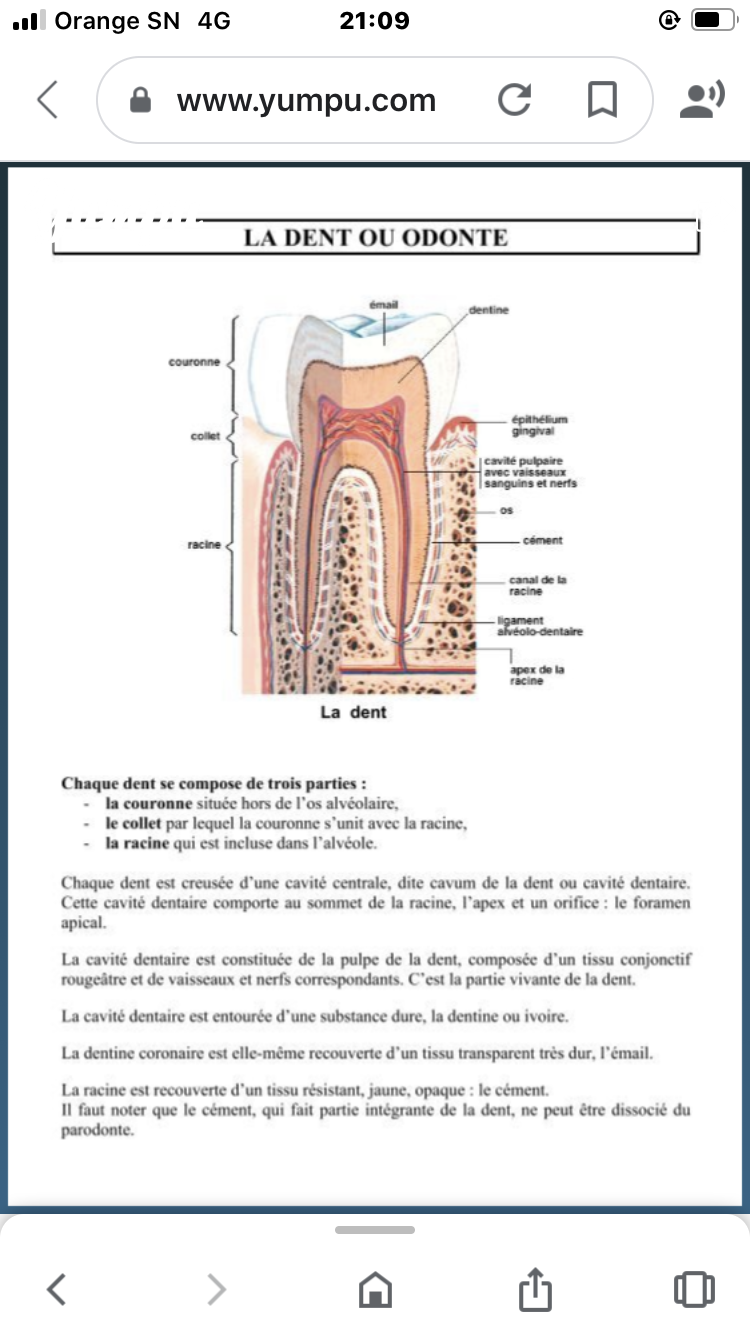 Orange SN 4G 21:09
www.yumpu.com
LA DENT OU ODONTE
émail
dentine
couronne
collet
épithélium
gingival
cavité pulpaire
avec vaisseaux
sanguins et nerfs
os
racine
cément
canal de la
racine
ligament
alvéolo-dentaire
apex de la
racine
La dent
Chaque dent se compose de trois parties :
- la couronne située hors de l'os alvéolaire,
- le collet par lequel la couronne s'unit avec la racine,
- la racine qui est incluse dans l'alvéole.
Chaque dent est creusée d'une cavité centrale, dite cavum de la dent ou cavité dentaire.
Cette cavité dentaire comporte au sommet de la racine, l'apex et un orifice : le foramen
apical.
La cavité dentaire est constituée de la pulpe de la dent, composée d'un tissu conjonctif
rougeâtre et de vaisseaux et nerfs correspondants. C'est la partie vivante de la dent.
La cavité dentaire est entourée d'une substance dure, la dentine ou ivoire.
La dentine coronaire est elle-même recouverte d'un tissu transparent très dur, l'émail.
La racine est recouverte d'un tissu résistant, jaune, opaque : le cément.
Il faut noter que le cément, qui fait partie intégrante de la dent, ne peut être dissocié du
parodonte.